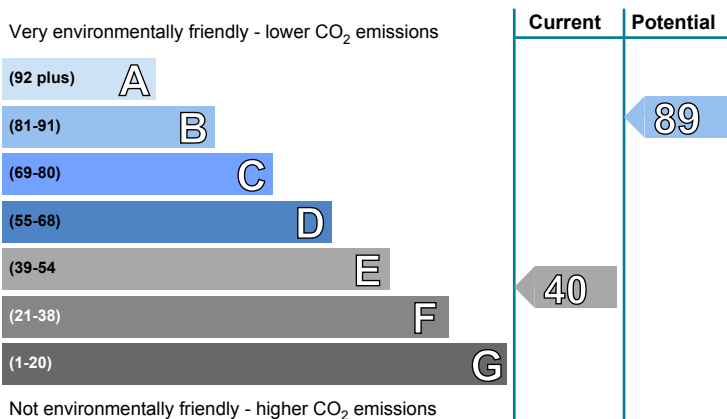 Very environmentally friendly - lower CO2 emissions
Current
Potential
(92 plus) A
(81-91) B
89
(69-80) C
(55-68) D
(39-54 E
40
(21-38) F
(1-20) G
Not environmentally friendly - higher CO2 emissions